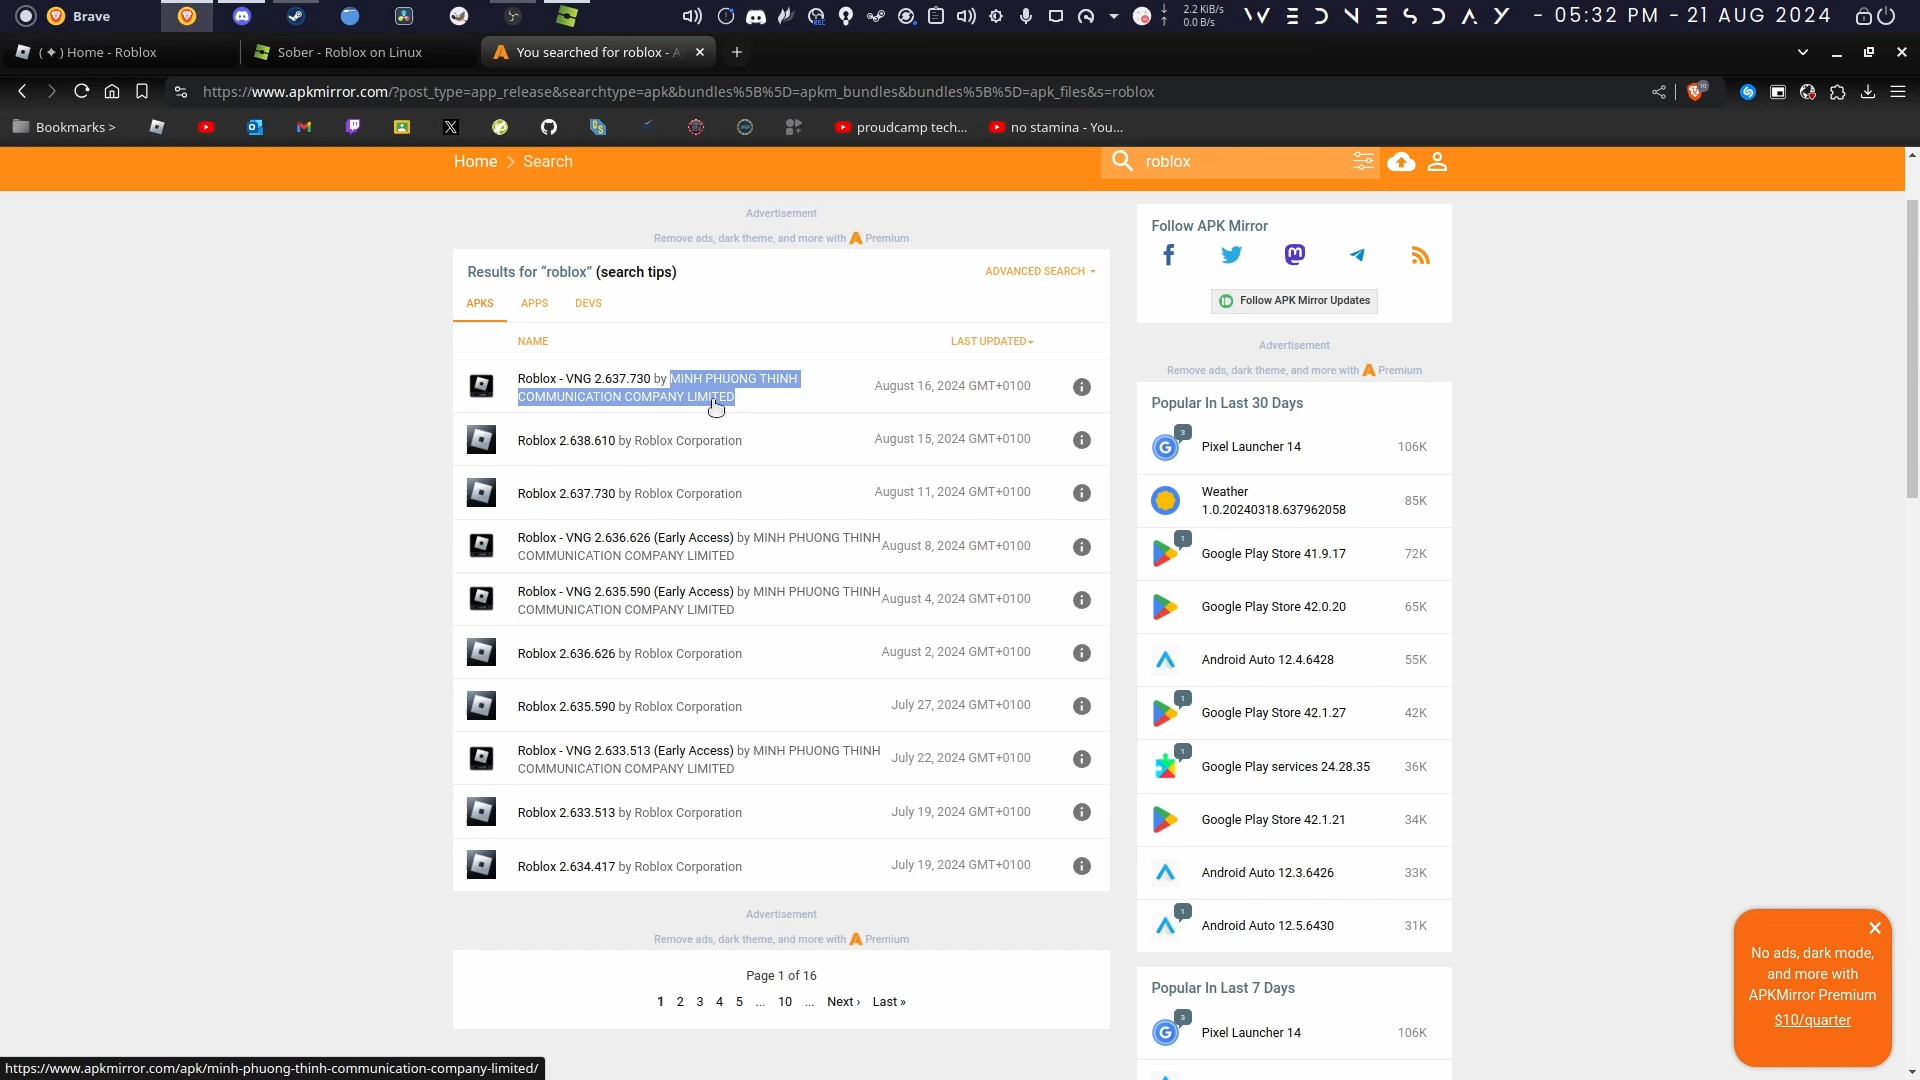 Brave
2.2 KiB/s
0.0 B/s
WEDNESDAY - 05:32 PM - 21 AUG 2024
( ✦ ) Home - Roblox
Sober - Roblox on Linux
You searched for roblox - A
https://www.apkmirror.com/?post_type=app_release&searchtype=apk&bundles%5B%5D=apkm_bundles&bundles%5B%5D=apk_files&s=roblox
Bookmarks >
proudcamp tech...
no stamina - You...
Home
Search
roblox
Advertisement
Remove ads, dark theme, and more with Premium
Results for “roblox” (search tips)
ADVANCED SEARCH
APKS
APPS
DEVS
NAME
LAST UPDATED
Roblox - VNG 2.637.730 by MINH PHUONG THINH
COMMUNICATION COMPANY LIMITED
August 16, 2024 GMT+0100
Roblox 2.638.610 by Roblox Corporation
August 15, 2024 GMT+0100
Roblox 2.637.730 by Roblox Corporation
August 11, 2024 GMT+0100
Roblox - VNG 2.636.626 (Early Access) by MINH PHUONG THINH
COMMUNICATION COMPANY LIMITED
August 8, 2024 GMT+0100
Roblox - VNG 2.635.590 (Early Access) by MINH PHUONG THINH
COMMUNICATION COMPANY LIMITED
August 4, 2024 GMT+0100
Roblox 2.636.626 by Roblox Corporation
August 2, 2024 GMT+0100
Roblox 2.635.590 by Roblox Corporation
July 27, 2024 GMT+0100
Roblox - VNG 2.633.513 (Early Access) by MINH PHUONG THINH
COMMUNICATION COMPANY LIMITED
July 22, 2024 GMT+0100
Roblox 2.633.513 by Roblox Corporation
July 19, 2024 GMT+0100
Roblox 2.634.417 by Roblox Corporation
July 19, 2024 GMT+0100
Advertisement
Remove ads, dark theme, and more with Premium
Page 1 of 16
1 2 3 4 5 ... 10 ... Next › Last »
Follow APK Mirror
Follow APK Mirror Updates
Advertisement
Remove ads, dark theme, and more with Premium
Popular In Last 30 Days
3
Pixel Launcher 14
106K
Weather
1.0.20240318.637962058
85K
1
Google Play Store 41.9.17
72K
Google Play Store 42.0.20
65K
Android Auto 12.4.6428
55K
1
Google Play Store 42.1.27
42K
1
Google Play services 24.28.35
36K
Google Play Store 42.1.21
34K
Android Auto 12.3.6426
33K
1
Android Auto 12.5.6430
31K
Popular In Last 7 Days
3
Pixel Launcher 14
106K
No ads, dark mode,
and more with
APKMirror Premium
$10/quarter
https://www.apkmirror.com/apk/minh-phuong-thinh-communication-company-limited/